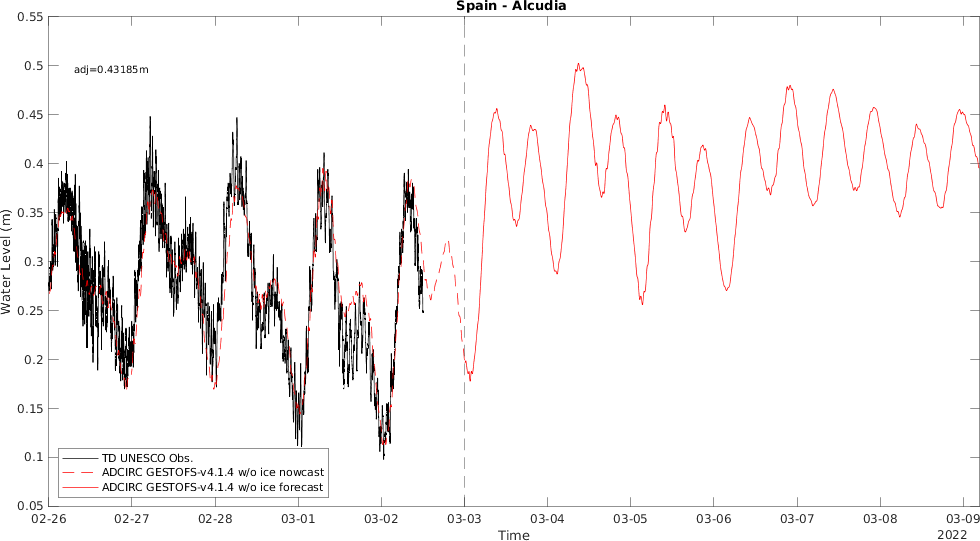 Spain - Alcudia
0.55
0.5
0.45
0.4
0.35
0.3
0.25
0.2
0.15
0.1
0.05
Water Level (m)
adj=0.43185m
TD UNESCO Obs.
ADCIRC GESTOFS-v4.1.4 w/o ice nowcast
ADCIRC GESTOFS-v4.1.4 w/o ice forecast
02-26 02-27 02-28 03-01 03-02 03-03 03-04 03-05 03-06 03-07 03-08 03-09
Time
2022